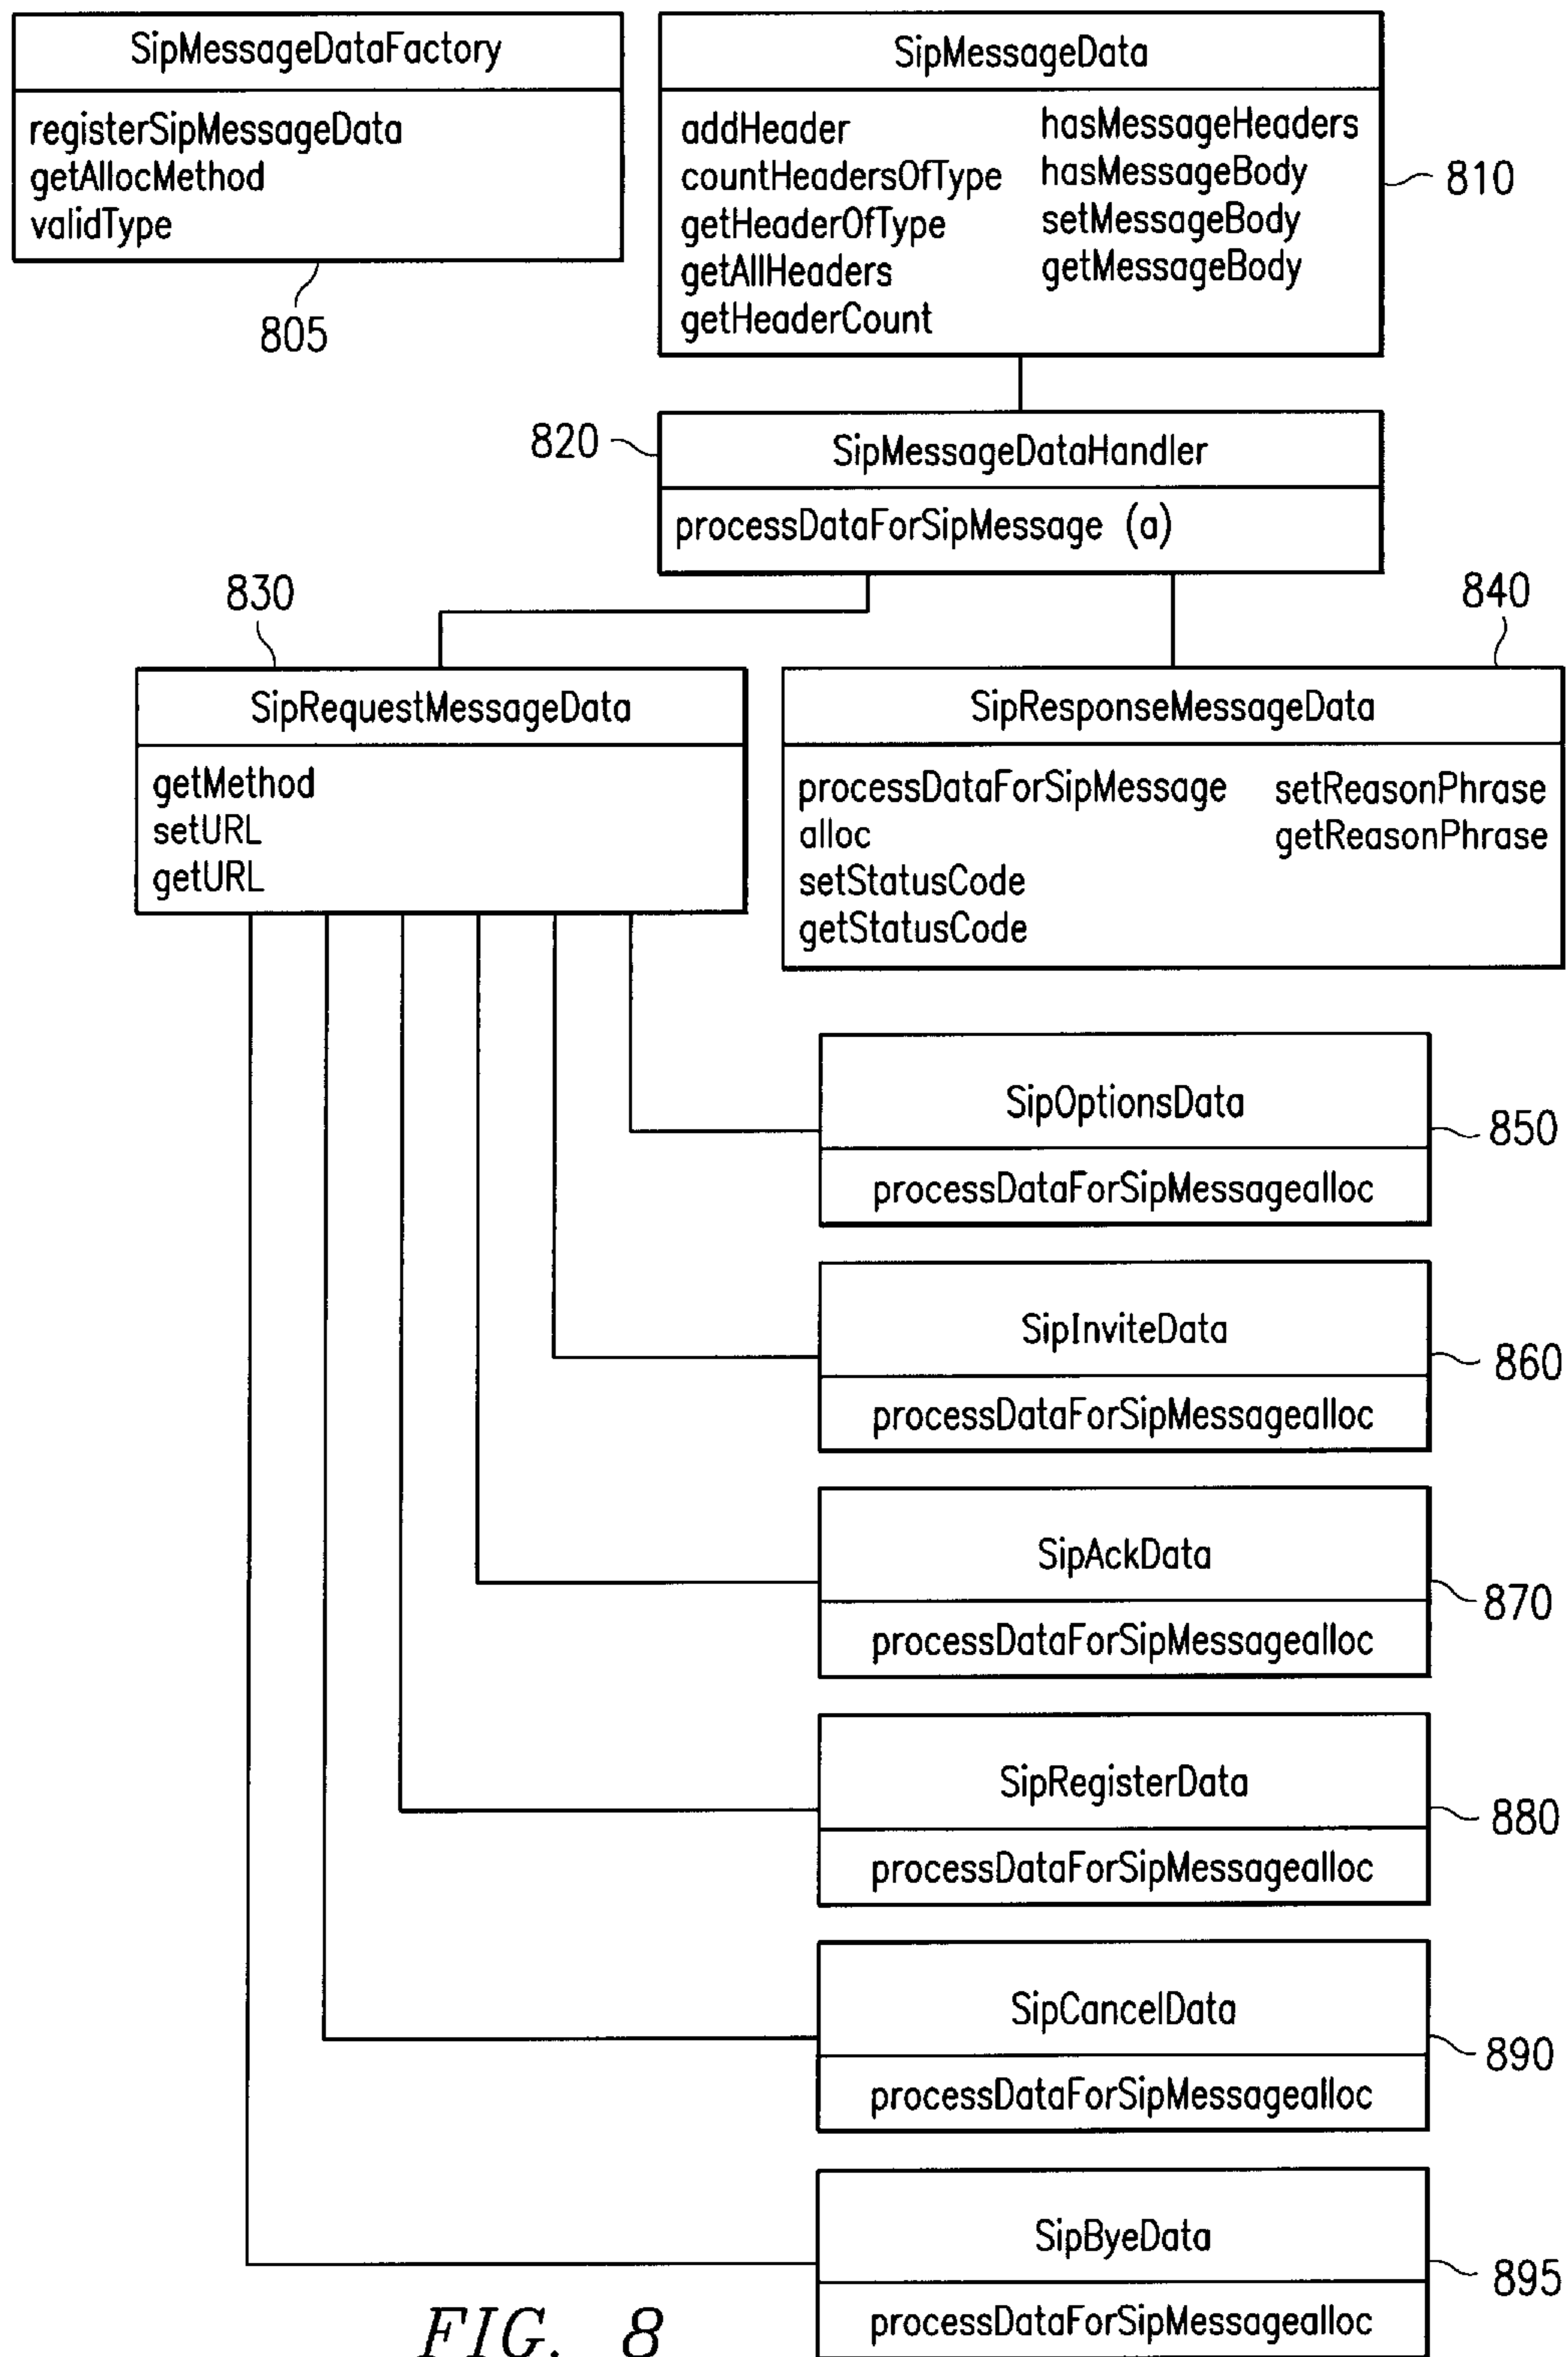 SipMessageDataFactory
registerSipMessageData
getAllocMethod
validType
805
SipMessageData
addHeader
countHeadersOfType
getHeaderOfType
getAllHeaders
getHeaderCount
hasMessageHeaders
hasMessageBody
setMessageBody
getMessageBody
810
820
SipMessageDataHandler
processDataForSipMessage (a)
830
SipRequestMessageData
getMethod
setURL
getURL
840
SipResponseMessageData
processDataForSipMessage
alloc
setStatusCode
getStatusCode
setReasonPhrase
getReasonPhrase
SipOptionsData
processDataForSipMessagealloc
850
SipInviteData
processDataForSipMessagealloc
860
SipAckData
processDataForSipMessagealloc
870
SipRegisterData
processDataForSipMessagealloc
880
SipCancelData
processDataForSipMessagealloc
890
SipByeData
processDataForSipMessagealloc
895
FIG. 8